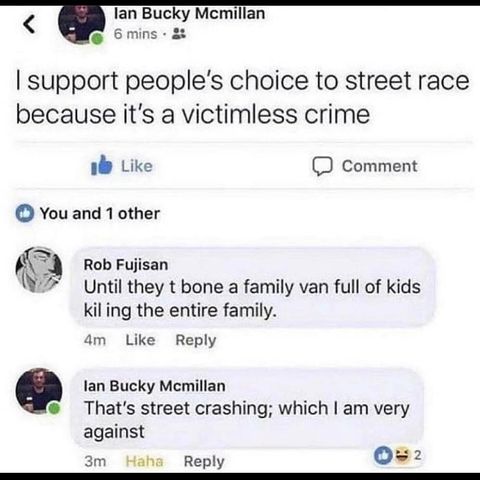 Ian Bucky Mcmillan
6 mins ·
I support people's choice to street race
because it's a victimless crime
Like Comment
You and 1 other
Rob Fujisan
Until they t bone a family van full of kids
kil ing the entire family.
4m Like Reply
Ian Bucky Mcmillan
That's street crashing; which I am very
against
3m Haha Reply 2